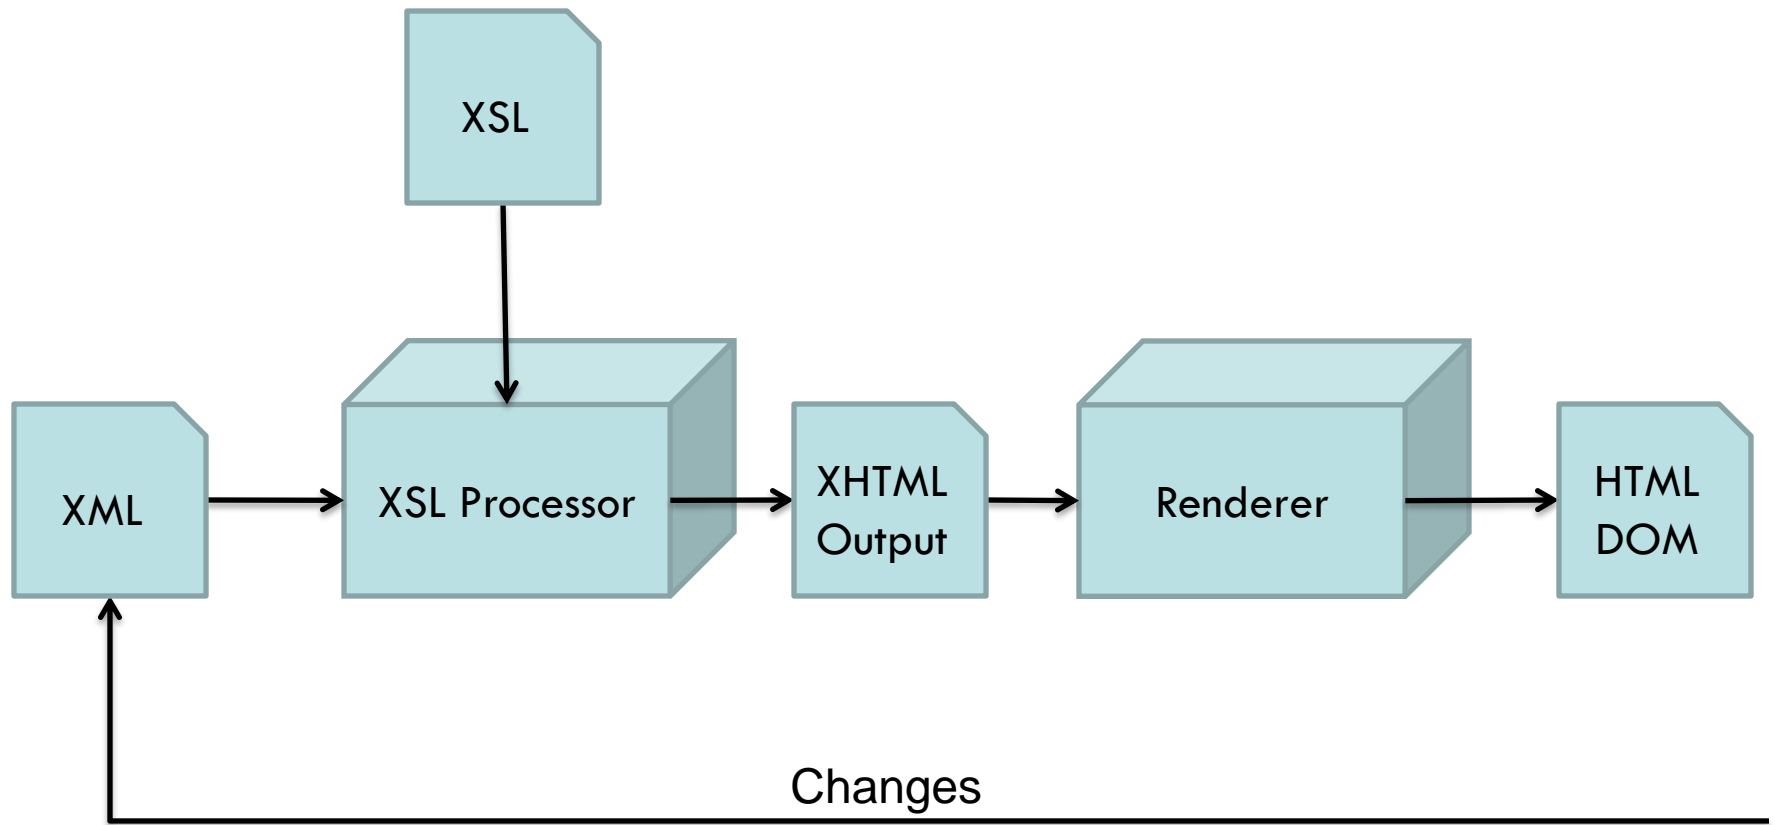 XSL
XML
XSL Processor
XHTML
Output
Renderer
HTML
DOM
Changes